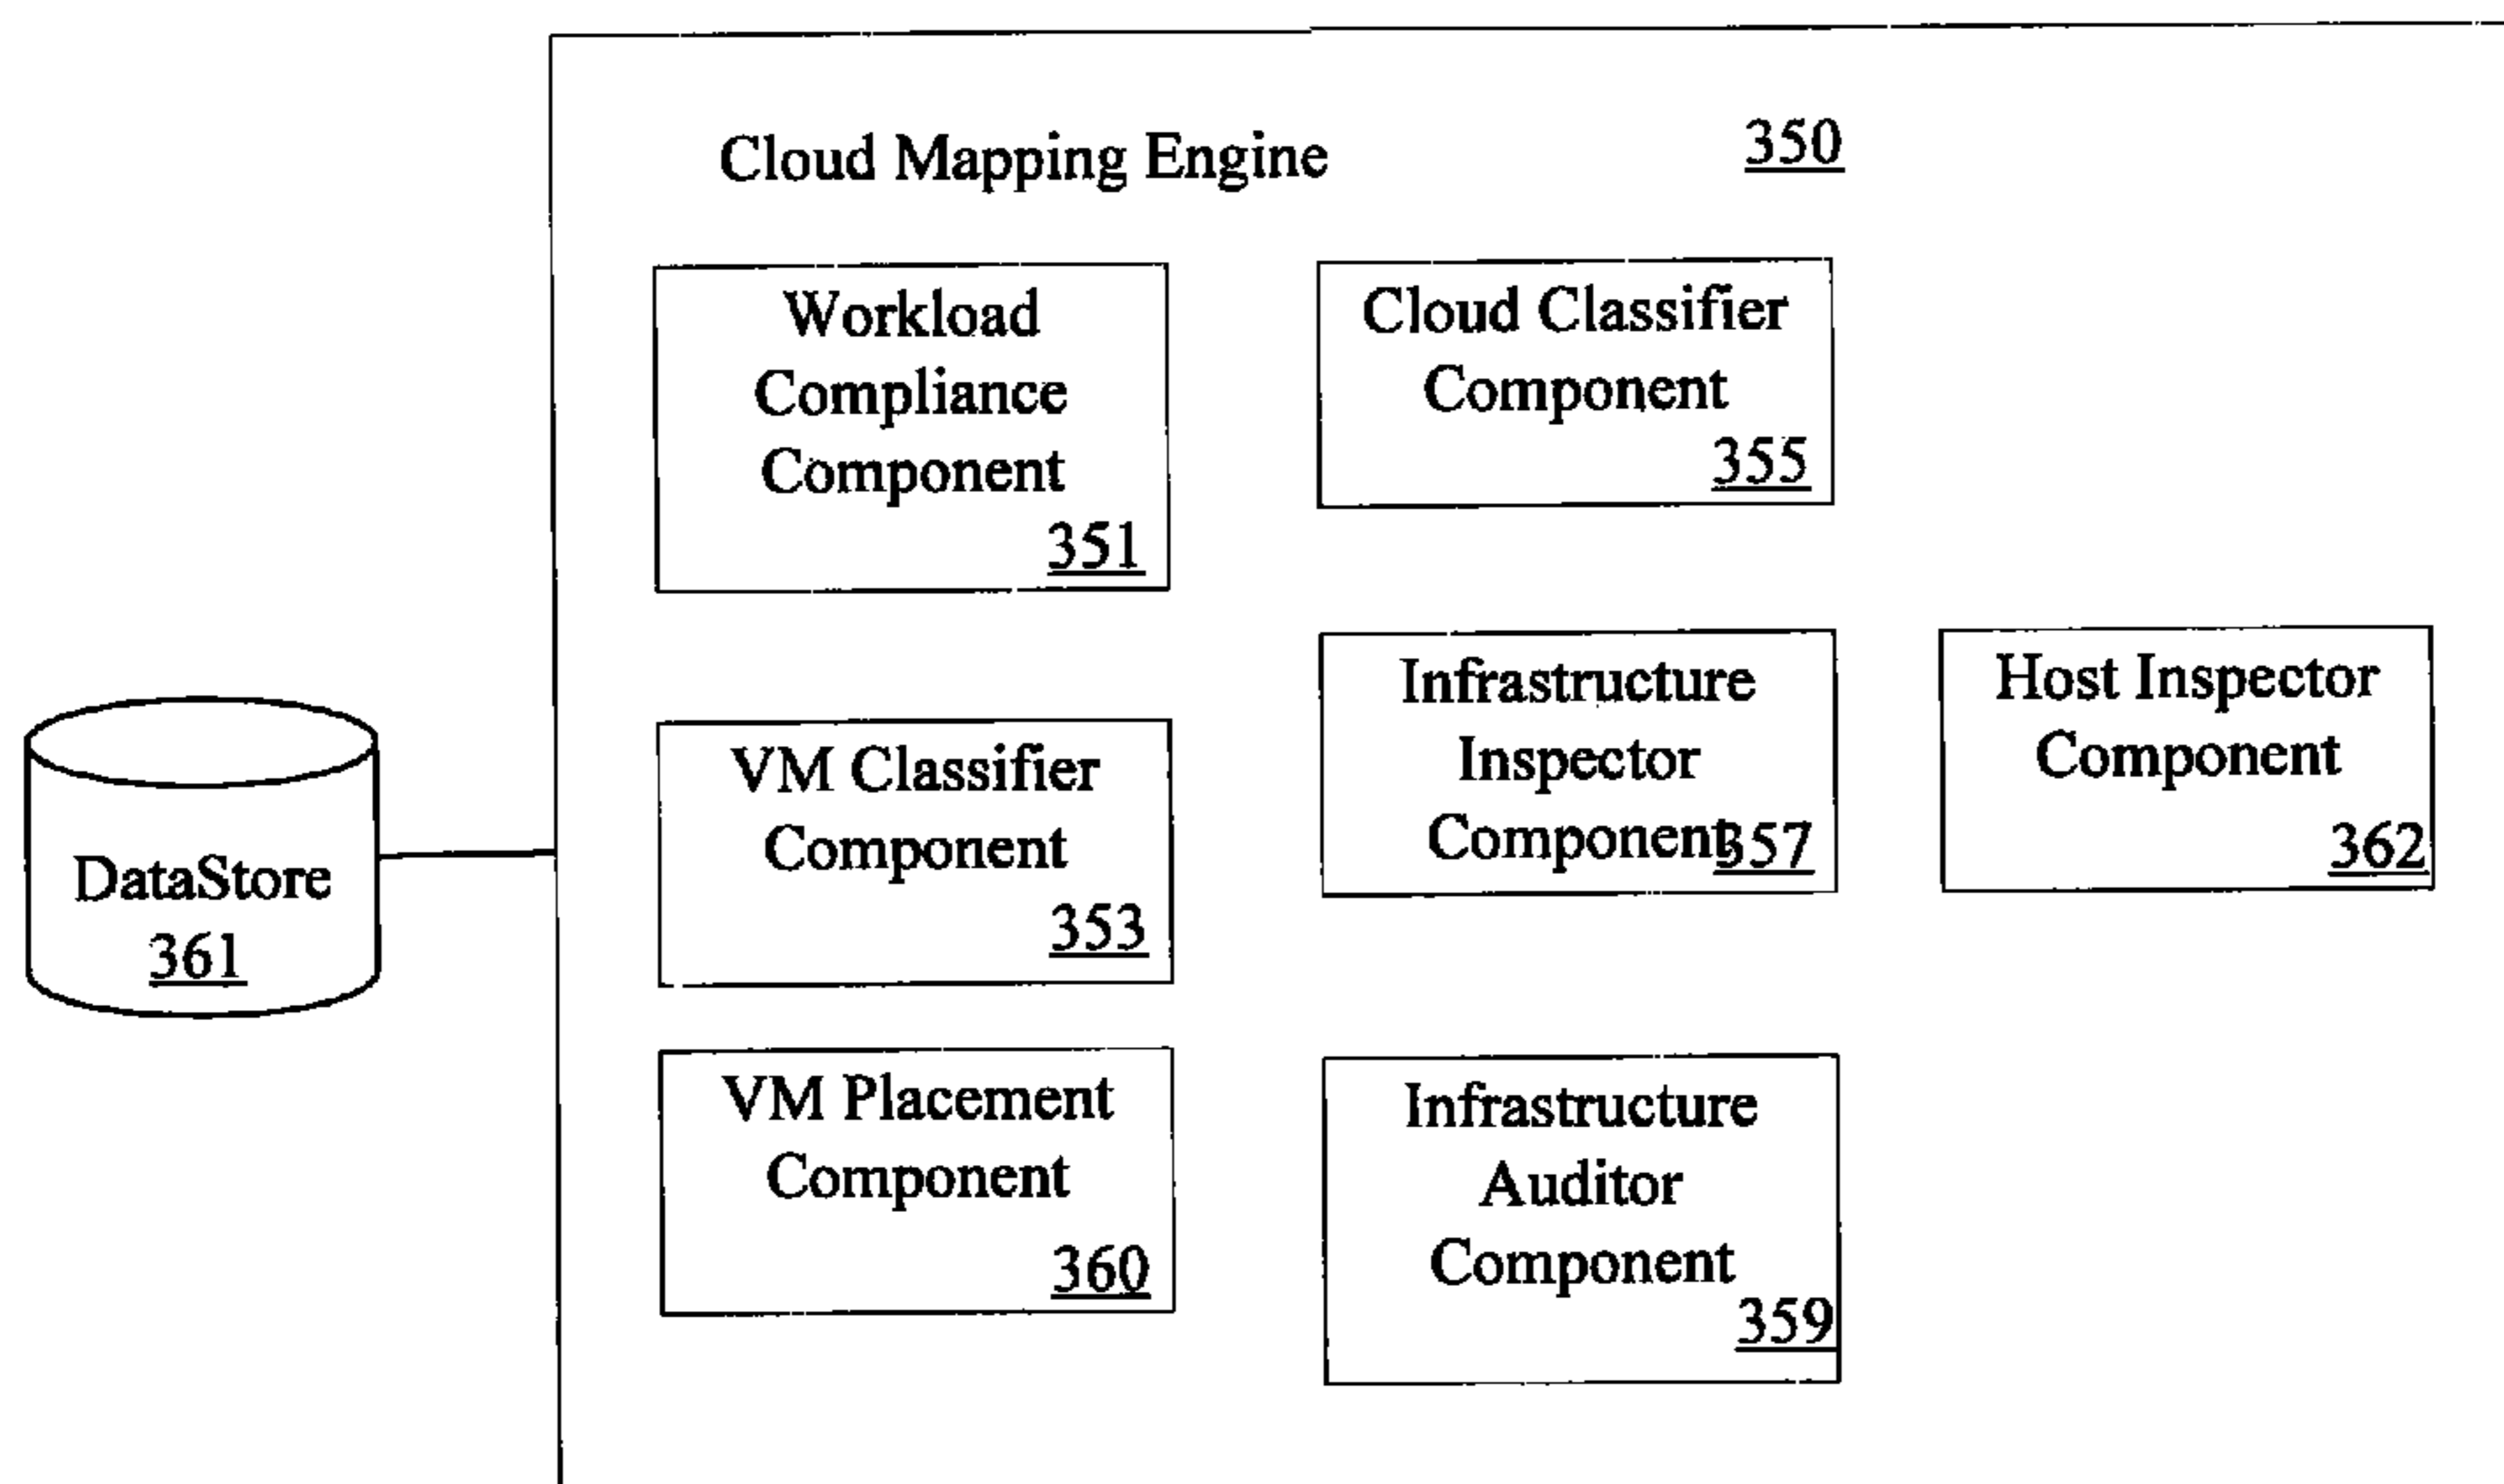 Cloud Mapping Engine
350
Workload
Compliance
Component
351
Cloud Classifier
Component
355
VM Classifier
Component
353
Infrastructure
Inspector
Component
357
Host Inspector
Component
362
DataStore
361
VM Placement
Component
360
Infrastructure
Auditor
Component
359